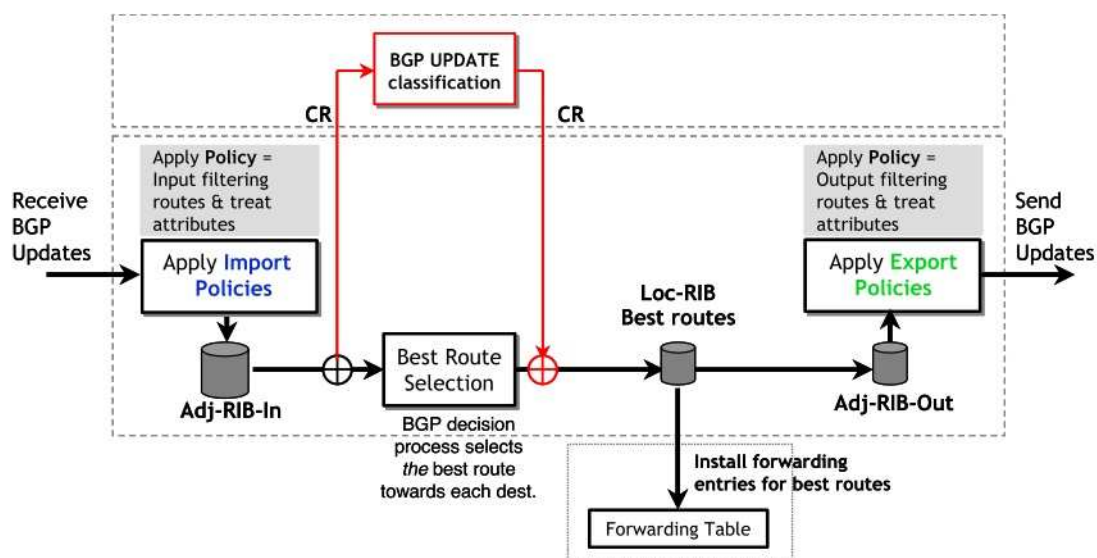 BGP UPDATE
classification
CR
CR
Apply Policy =
Input filtering
routes & treat
attributes
Apply Policy =
Output filtering
routes & treat
attributes
Receive
BGP
Updates
Send
BGP
Updates
Apply Import
Policies
Apply Export
Policies
Loc-RIB
Best routes
Best Route
Selection
Adj-RIB-In
Adj-RIB-Out
BGP decision
process selects
the best route
towards each dest.
Install forwarding
entries for best routes
Forwarding Table